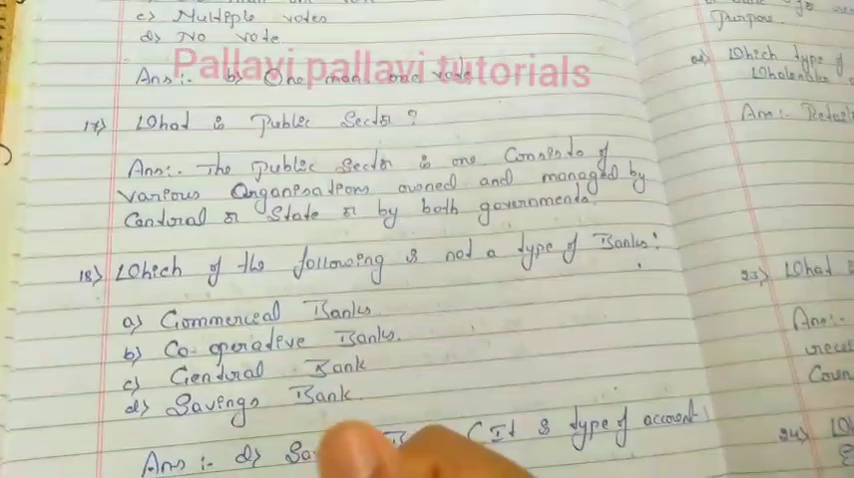 c) Multiple votes
d) No vote
Pallavi pallavi tutorials
Ans:- b) One man one vote
17) What is Public Sector?
Ans:- The Public Sector is one Consists of
various Organisations owned and managed by
Central or State or by both governments.
18) Which of the following is not a type of Banks:
a) Commercial Banks
b) Co-operative Banks.
c) Central Bank
d) Savings Bank.
Ans:- d) (It is type of account)
Purpose
Which type of
Ans:-
23) What
Ans:-
24)